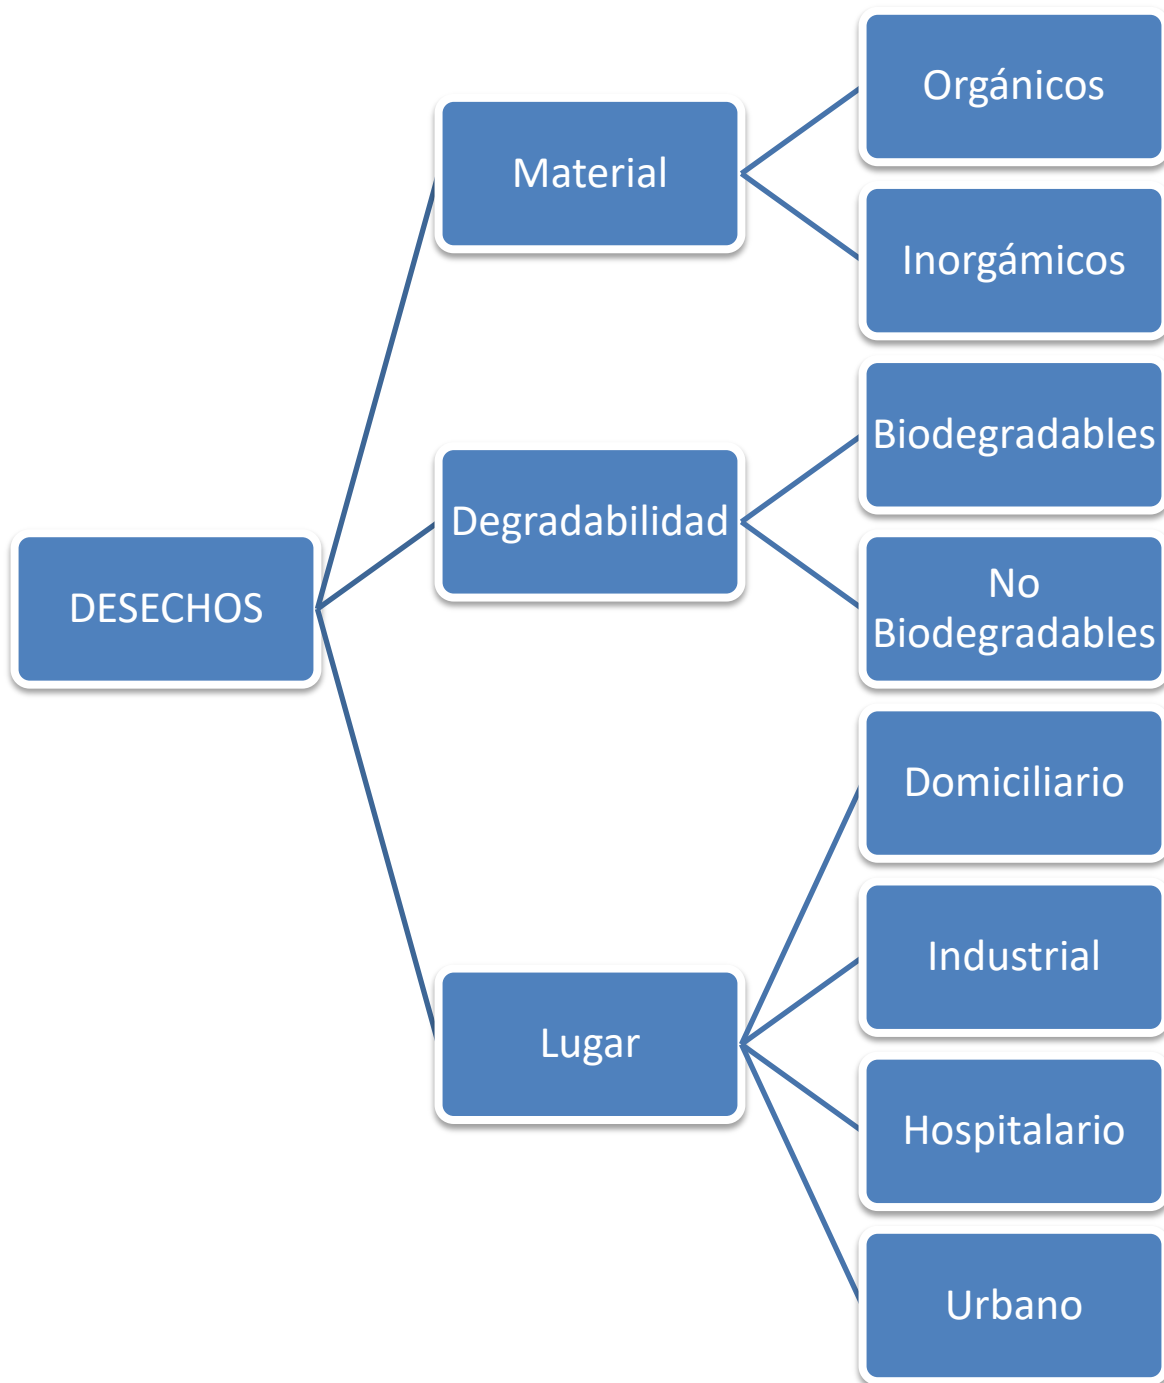 Orgánicos
Material
Inorgámicos
Biodegradables
Degradabilidad
No
Biodegradables
DESECHOS
Domiciliario
Industrial
Lugar
Hospitalario
Urbano